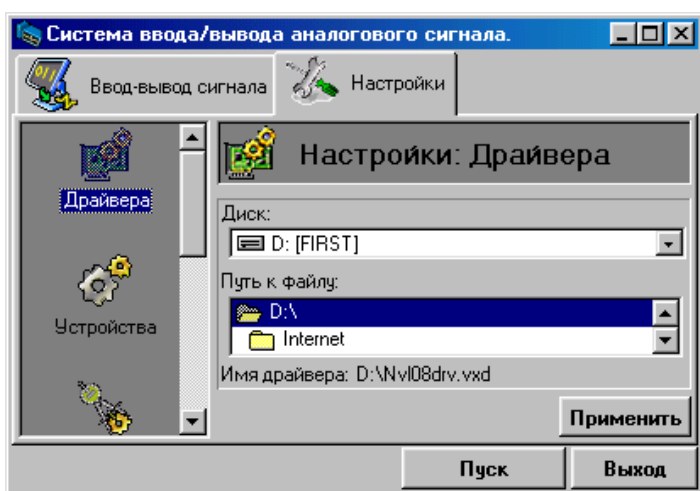 Система ввода/вывода аналогового сигнала.
Ввод-вывод сигнала
Настройки
Драйвера
Устройства
Настройки: Драйвера
Диск:
D: [FIRST]
Путь к файлу:
D:\
Internet
Имя драйвера: D:\Nvl08drv.vxd
Применить
Пуск
Выход